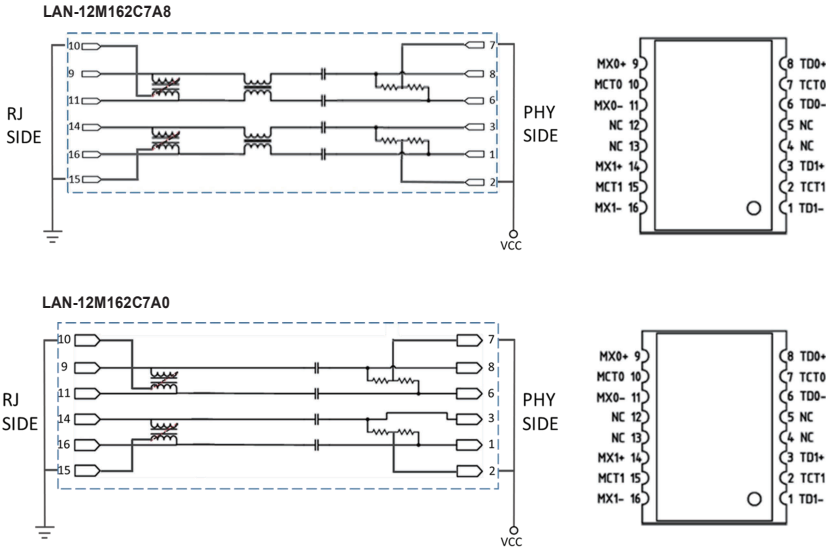 LAN-12M162C7A8
10
9
11
14
16
15
7
8
6
3
1
2
RJ
SIDE
PHY
SIDE
VCC
MX0+ 9
MCT0 10
MX0- 11
NC 12
NC 13
MX1+ 14
MCT1 15
MX1- 16
8 TD0+
7 TCT0
6 TD0-
5 NC
4 NC
3 TD1+
2 TCT1
1 TD1-
LAN-12M162C7A0
10
9
11
14
16
15
7
8
6
3
1
2
RJ
SIDE
PHY
SIDE
VCC
MX0+ 9
MCT0 10
MX0- 11
NC 12
NC 13
MX1+ 14
MCT1 15
MX1- 16
8 TD0+
7 TCT0
6 TD0-
5 NC
4 NC
3 TD1+
2 TCT1
1 TD1-